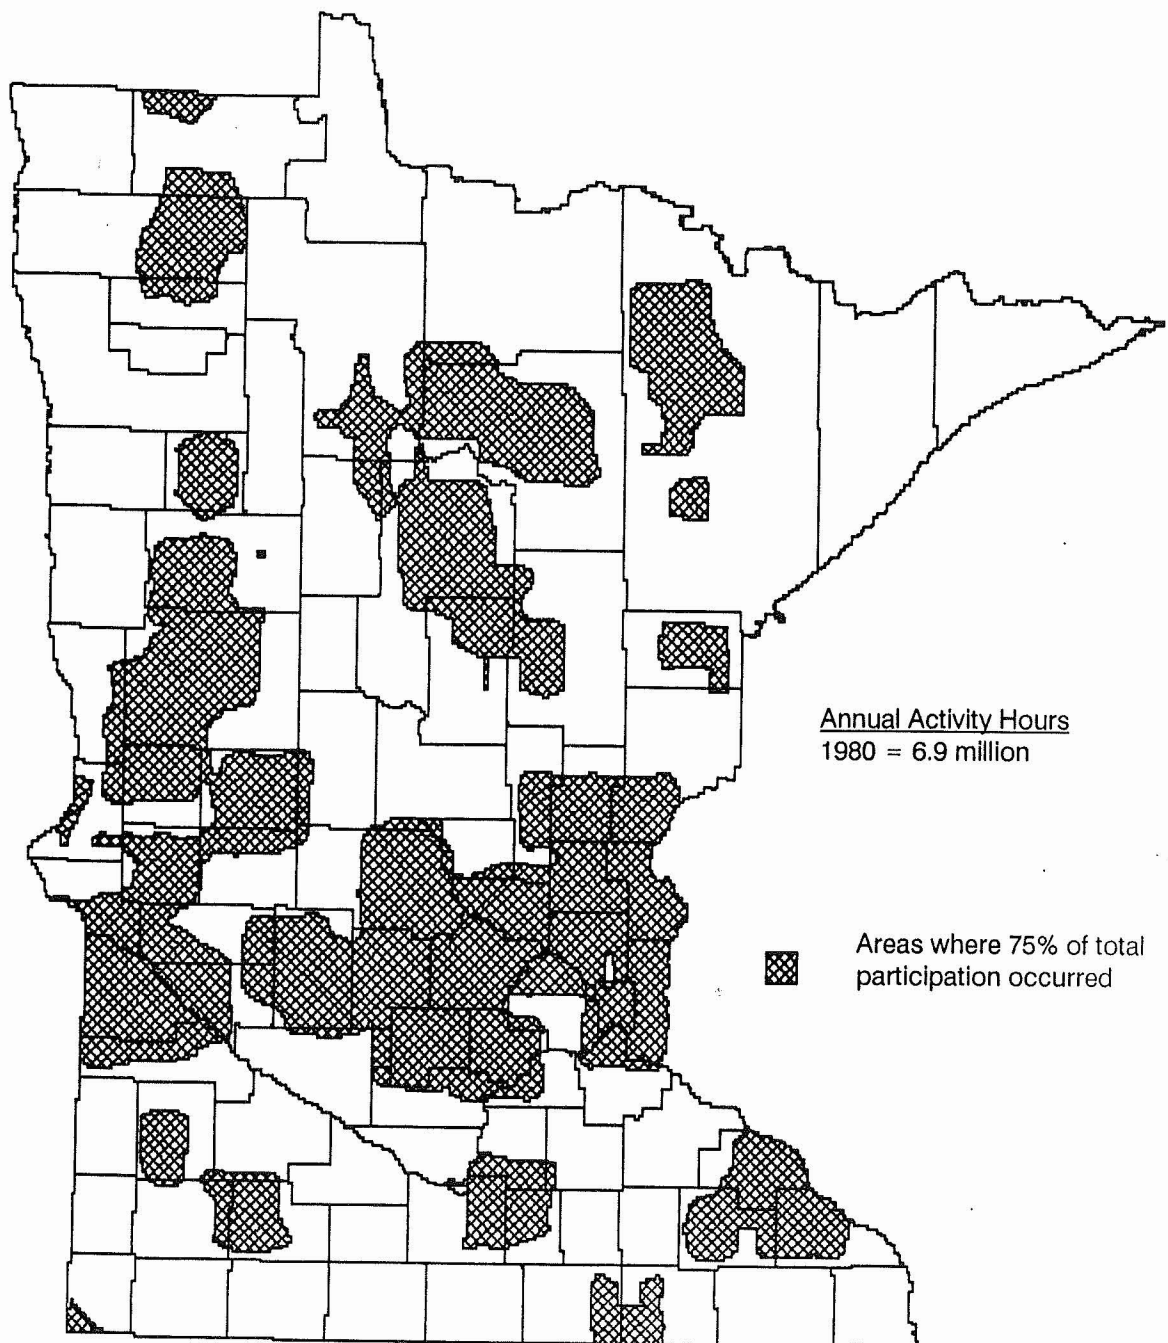 Annual Activity Hours
1980 = 6.9 million
Areas where 75% of total
participation occurred